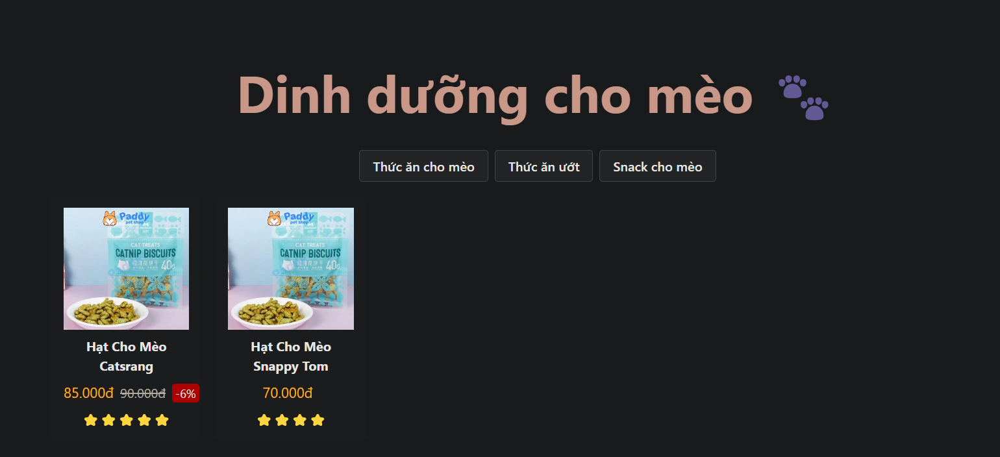 Dinh dưỡng cho mèo
Thức ăn cho mèo
Thức ăn ướt
Snack cho mèo
Paddy
pet shop
CAT TREATS
CATNIP BISCUITS
40G
Paddy
pet shop
CAT TREATS
CATNIP BISCUITS
40G
Hạt Cho Mèo
Catsrang
85.000đ 90.000đ -6%
Hạt Cho Mèo
Snappy Tom
70.000đ